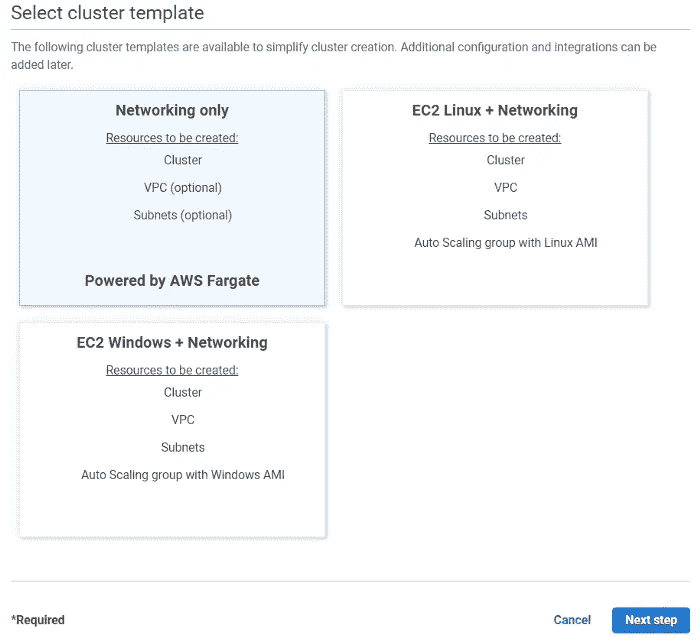 Select cluster template
The following cluster templates are available to simplify cluster creation. Additional configuration and integrations can be
added later.
Networking only
Resources to be created:
Cluster
VPC (optional)
Subnets (optional)
Powered by AWS Fargate
EC2 Linux + Networking
Resources to be created:
Cluster
VPC
Subnets
Auto Scaling group with Linux AMI
EC2 Windows + Networking
Resources to be created:
Cluster
VPC
Subnets
Auto Scaling group with Windows AMI
*Required
Cancel
Next step